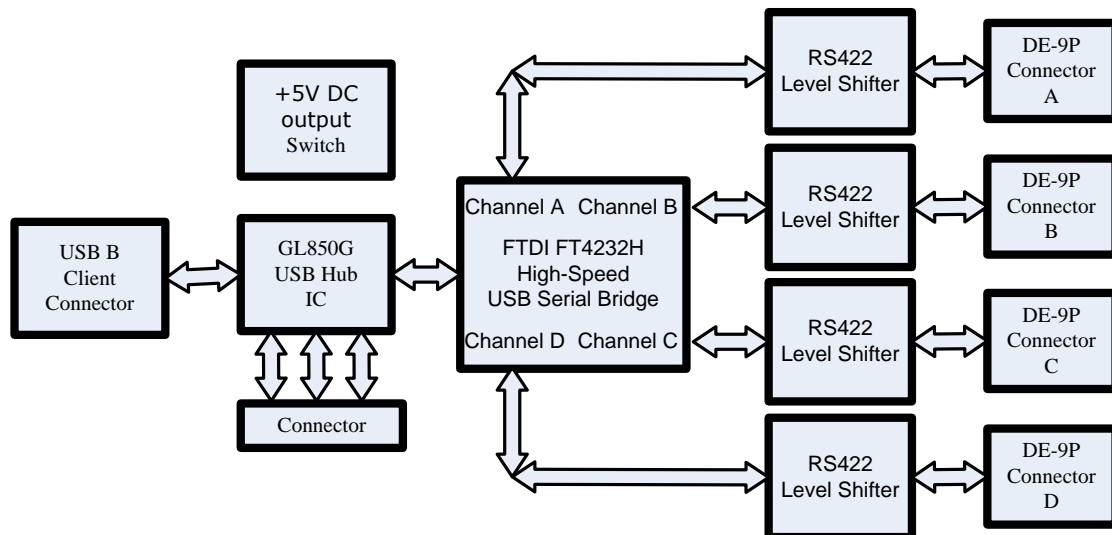 +5V DC
output
Switch
USB B
Client
Connector
GL850G
USB Hub
IC
Connector
Channel A Channel B
FTDI FT4232H
High-Speed
USB Serial Bridge
Channel D Channel C
RS422
Level Shifter
DE-9P
Connector
A
RS422
Level Shifter
DE-9P
Connector
B
RS422
Level Shifter
DE-9P
Connector
C
RS422
Level Shifter
DE-9P
Connector
D